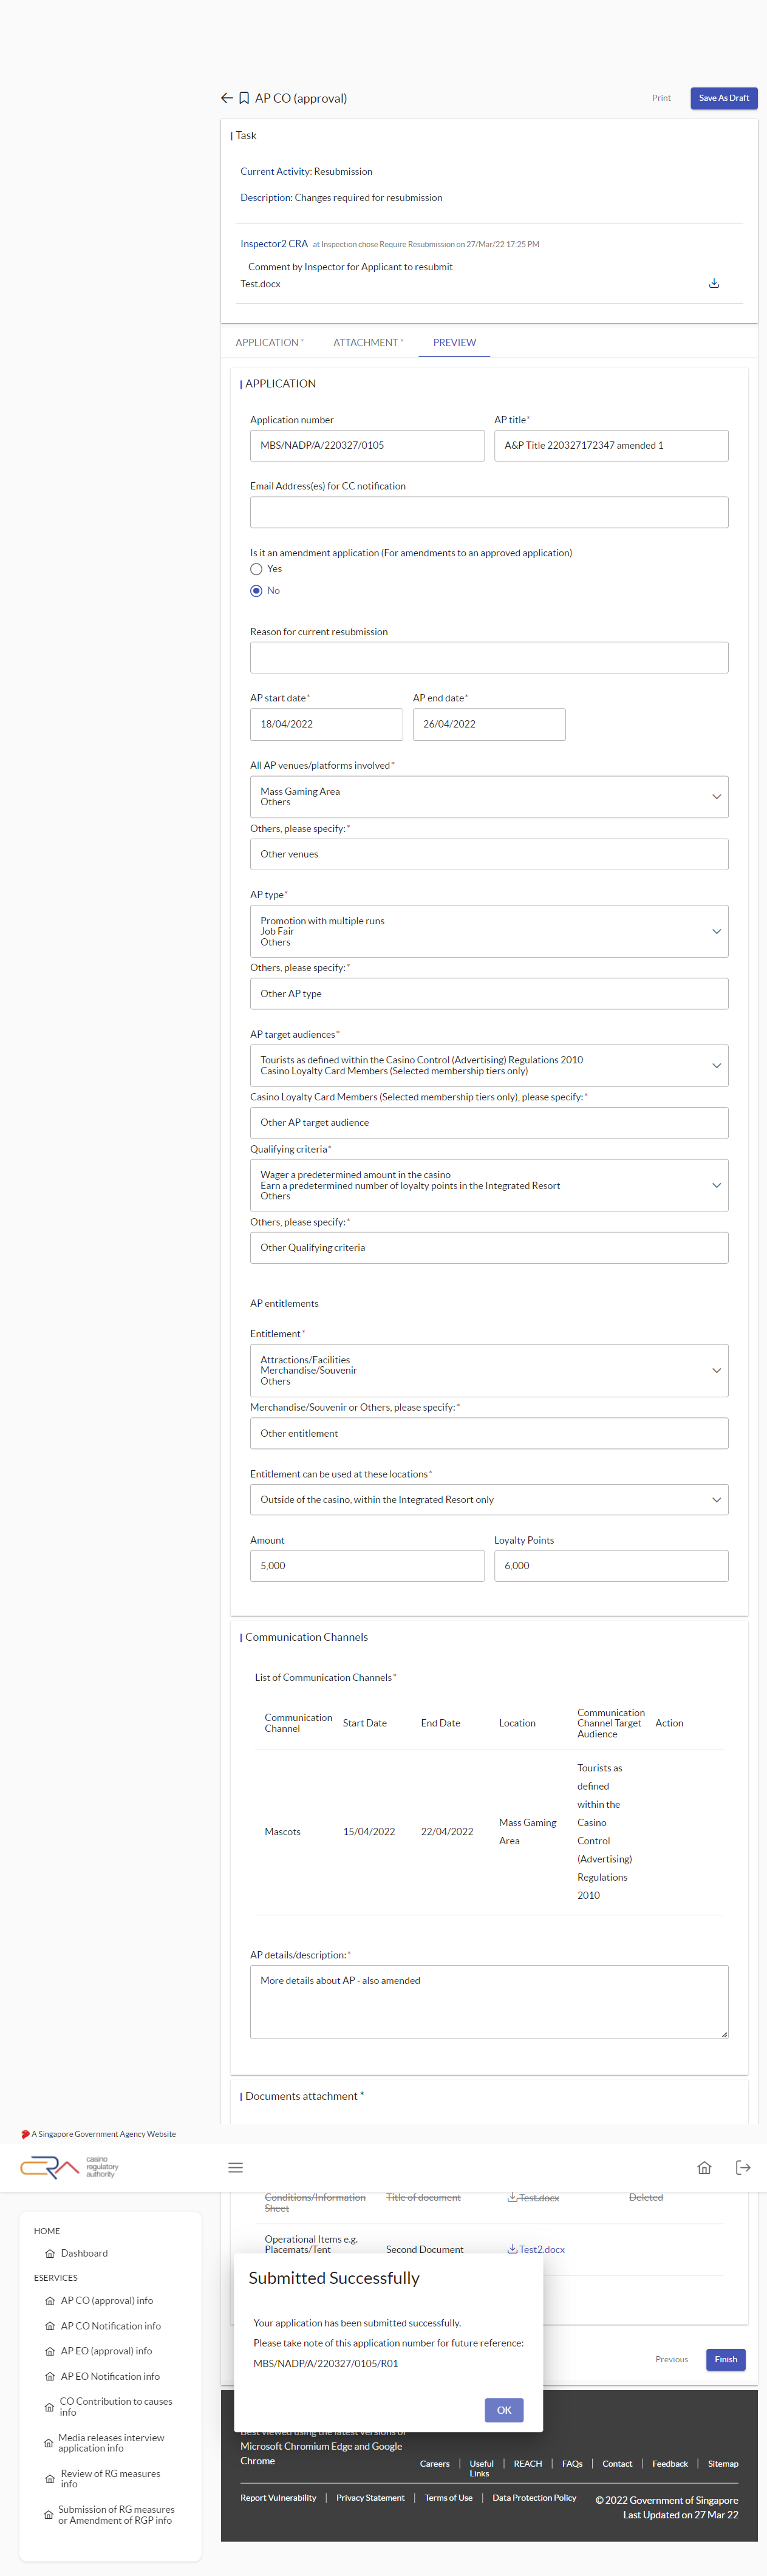 AP CO (approval)
Print
Save As Draft
Task
Current Activity: Resubmission
Description: Changes required for resubmission
Inspector2 CRA at Inspection chose Require Resubmission on 27/Mar/22 17:25 PM
Comment by Inspector for Applicant to resubmit
Test.docx
APPLICATION *
ATTACHMENT *
PREVIEW
APPLICATION
Application number
AP title*
MBS/NADP/A/220327/0105
A&P Title 220327172347 amended 1
Email Address(es) for CC notification
Is it an amendment application (For amendments to an approved application)
Yes
No
Reason for current resubmission
AP start date*
AP end date*
18/04/2022
26/04/2022
All AP venues/platforms involved*
Mass Gaming Area
Others
Others, please specify:*
Other venues
AP type*
Promotion with multiple runs
Job Fair
Others
Others, please specify:*
Other AP type
AP target audiences*
Tourists as defined within the Casino Control (Advertising) Regulations 2010
Casino Loyalty Card Members (Selected membership tiers only)
Casino Loyalty Card Members (Selected membership tiers only), please specify:*
Other AP target audience
Qualifying criteria*
Wager a predetermined amount in the casino
Earn a predetermined number of loyalty points in the Integrated Resort
Others
Others, please specify:*
Other Qualifying criteria
AP entitlements
Entitlement*
Attractions/Facilities
Merchandise/Souvenir
Others
Merchandise/Souvenir or Others, please specify:*
Other entitlement
Entitlement can be used at these locations*
Outside of the casino, within the Integrated Resort only
Amount
Loyalty Points
5,000
6,000
Communication Channels
List of Communication Channels*
Communication
Channel
Start Date
End Date
Location
Communication
Channel Target
Audience
Action
Mascots
15/04/2022
22/04/2022
Mass Gaming
Area
Tourists as
defined
within the
Casino
Control
(Advertising)
Regulations
2010
AP details/description:*
More details about AP - also amended
Documents attachment *
A Singapore Government Agency Website
casino
regulatory
authority
HOME
Dashboard
ESERVICES
AP CO (approval) info
AP CO Notification info
AP EO (approval) info
AP EO Notification info
CO Contribution to causes
info
Media releases interview
application info
Review of RG measures
info
Submission of RG measures
or Amendment of RGP info
Conditions/Information
Sheet
Title of document
Test.docx
Deleted
Operational Items e.g.
Placemats/Tent
Second Document
Test2.docx
Submitted Successfully
Your application has been submitted successfully.
Please take note of this application number for future reference:
MBS/NADP/A/220327/0105/R01
OK
Previous
Finish
Best viewed using the latest versions of
Microsoft Chromium Edge and Google
Chrome
Careers
Useful
Links
REACH
FAQs
Contact
Feedback
Sitemap
Report Vulnerability
Privacy Statement
Terms of Use
Data Protection Policy
© 2022 Government of Singapore
Last Updated on 27 Mar 22